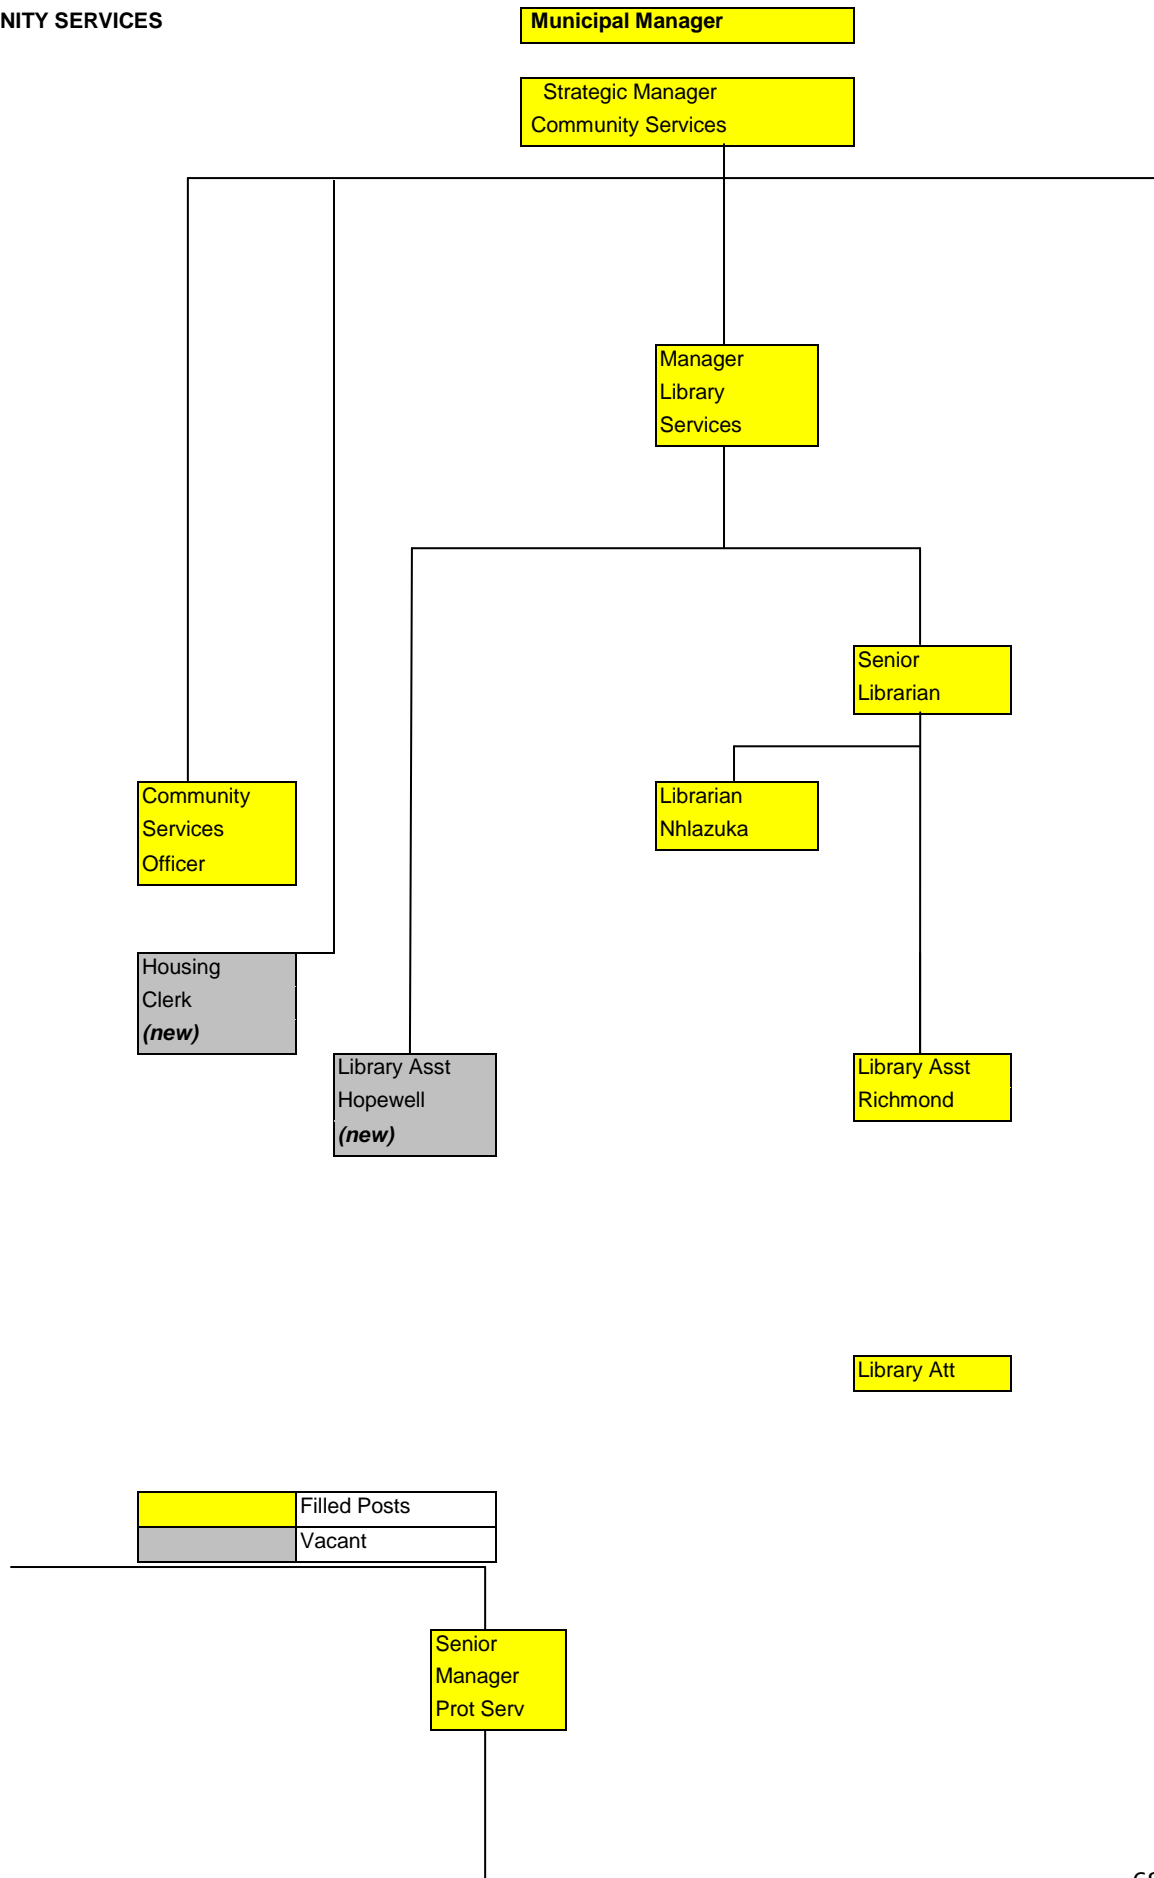 NITY SERVICES
Municipal Manager
Strategic Manager
Community Services
Manager
Library
Services
Senior
Librarian
Community
Services
Officer
Librarian
Nhlazuka
Housing
Clerk
(new)
Library Asst
Hopewell
(new)
Library Asst
Richmond
Library Att
Filled Posts
Vacant
Senior
Manager
Prot Serv